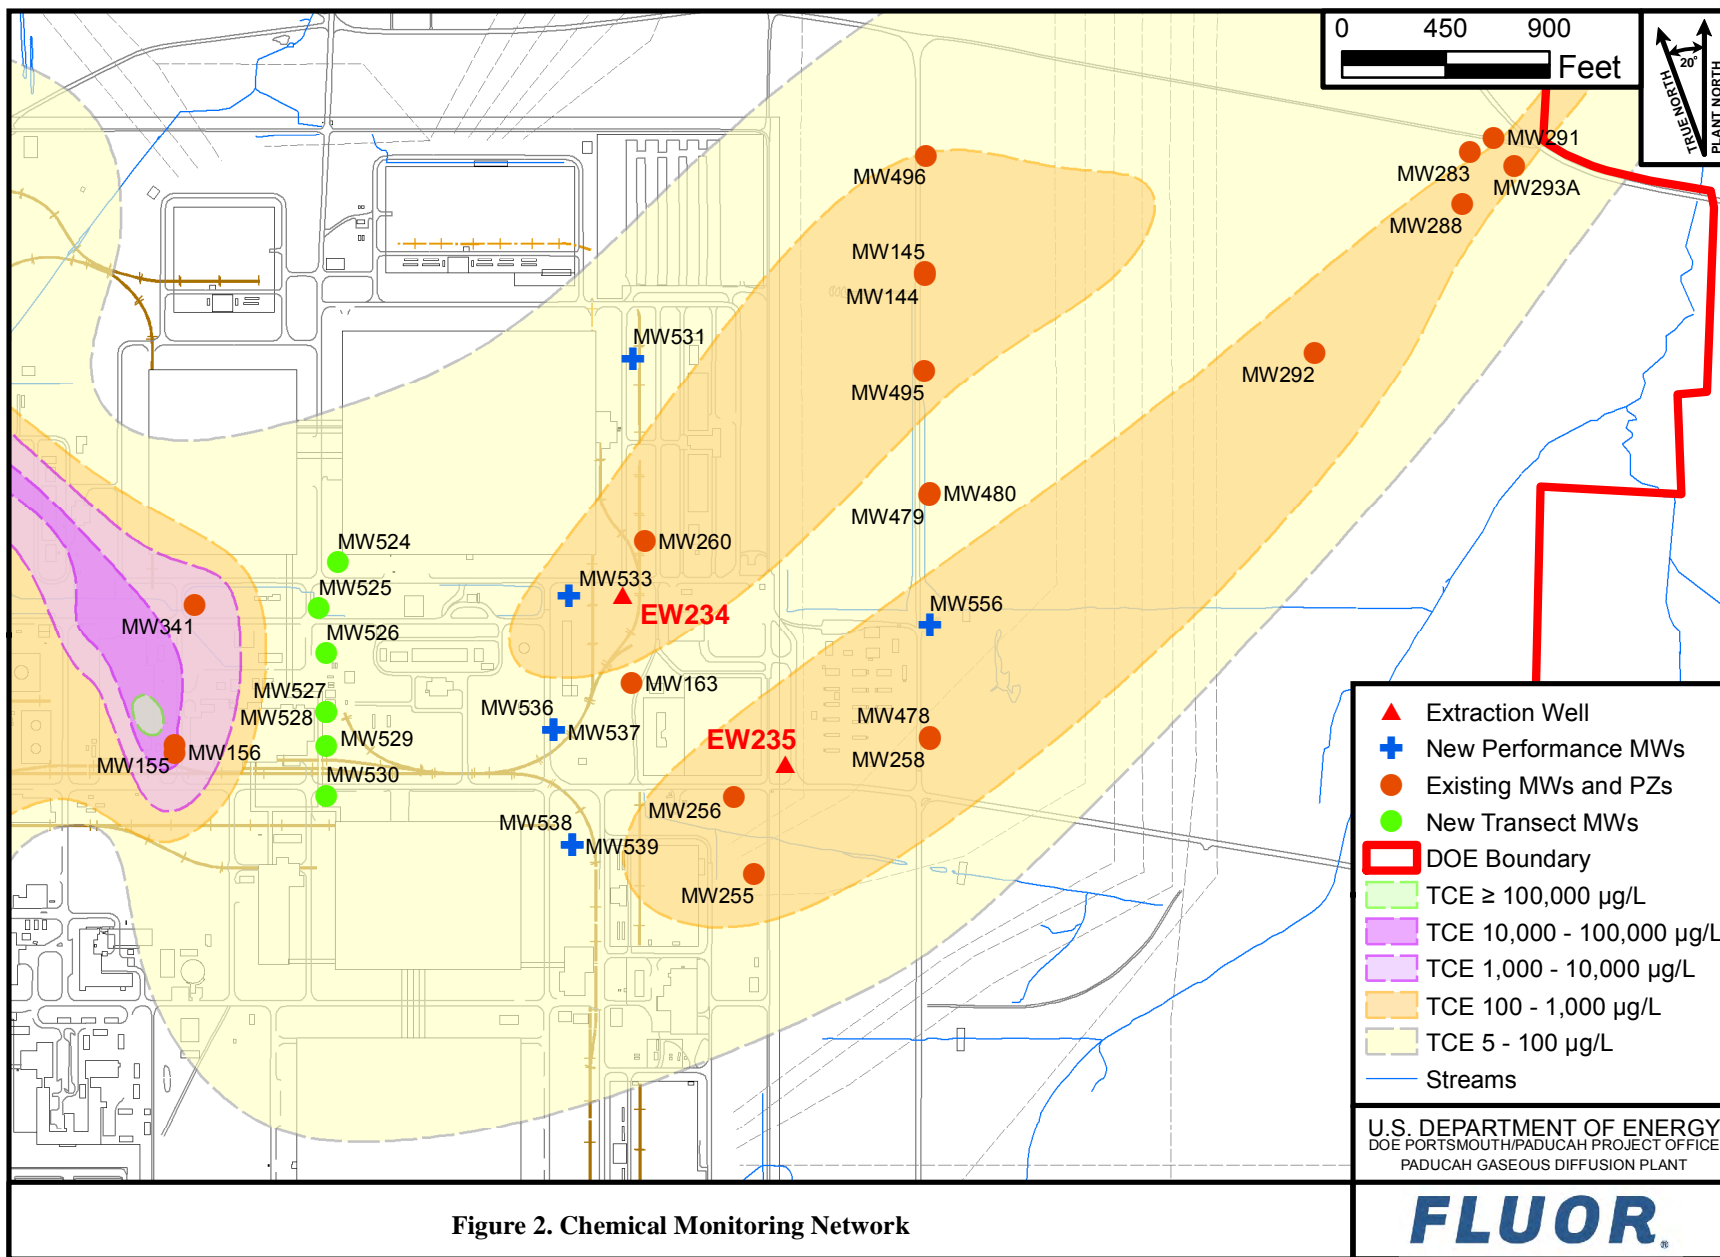 0 450 900
Feet
20°
TRUE NORTH
PLANT NORTH
MW291
MW283
MW293A
MW288
MW496
MW145
MW144
MW531
MW292
MW495
MW480
MW479
MW524
MW260
MW525
MW533
EW234
MW556
MW341
MW526
MW163
MW527
MW528
MW536
MW537
MW478
EW235
MW529
MW156
MW155
MW258
MW530
MW256
MW538
MW539
MW255
Extraction Well
New Performance MWs
Existing MWs and PZs
New Transect MWs
DOE Boundary
TCE ≥ 100,000 µg/L
TCE 10,000 - 100,000 µg/L
TCE 1,000 - 10,000 µg/L
TCE 100 - 1,000 µg/L
TCE 5 - 100 µg/L
Streams
U.S. DEPARTMENT OF ENERGY
DOE PORTSMOUTH/PADUCAH PROJECT OFFICE
PADUCAH GASEOUS DIFFUSION PLANT
Figure 2. Chemical Monitoring Network
FLUOR®